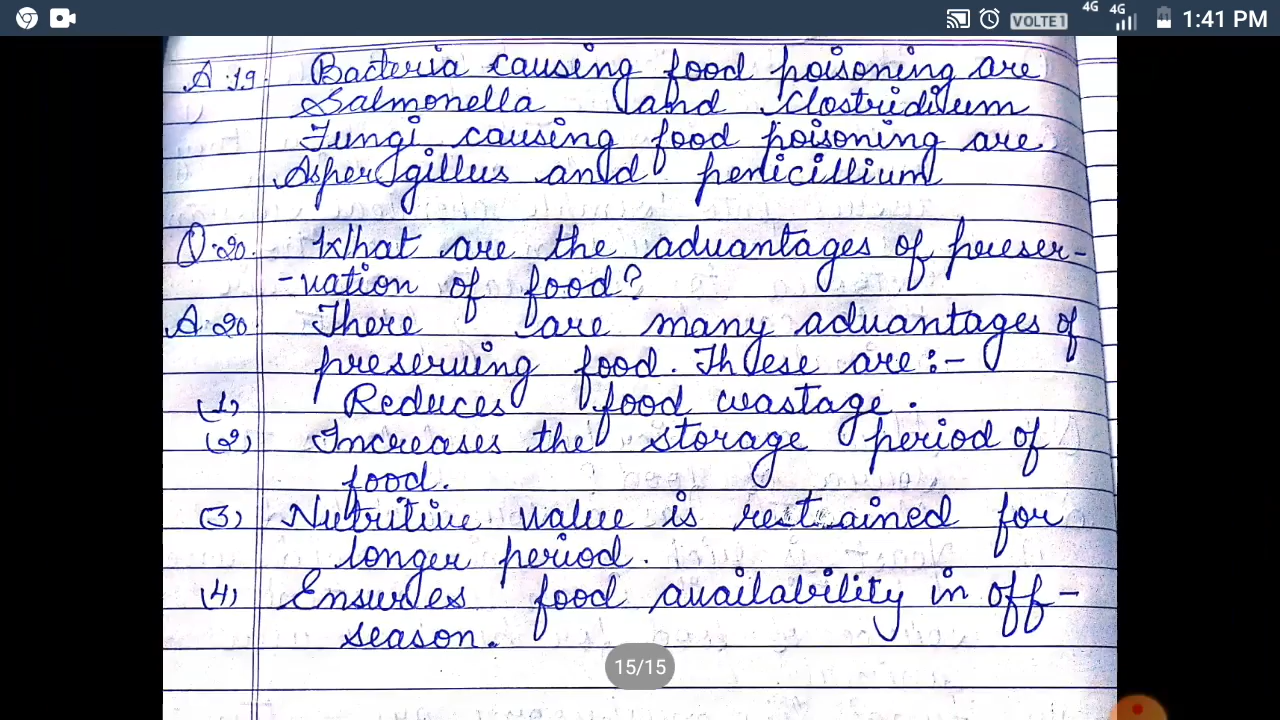 4G 4G VOLTE1 1:41 PM
A·19. Bacteria causing food poisoning are
Salmonella and Clostridium
Fungi causing food poisoning are
Aspergillus and penicillium
Q·20. What are the advantages of preser-
-vation of food?
A·20 There are many advantages of
preserving food. These are:-
(1) Reduces food wastage.
(2) Increases the storage period of
food.
(3) Nutritive value is restained for
longer period.
(4) Ensures food availability in off-
season.
15/15